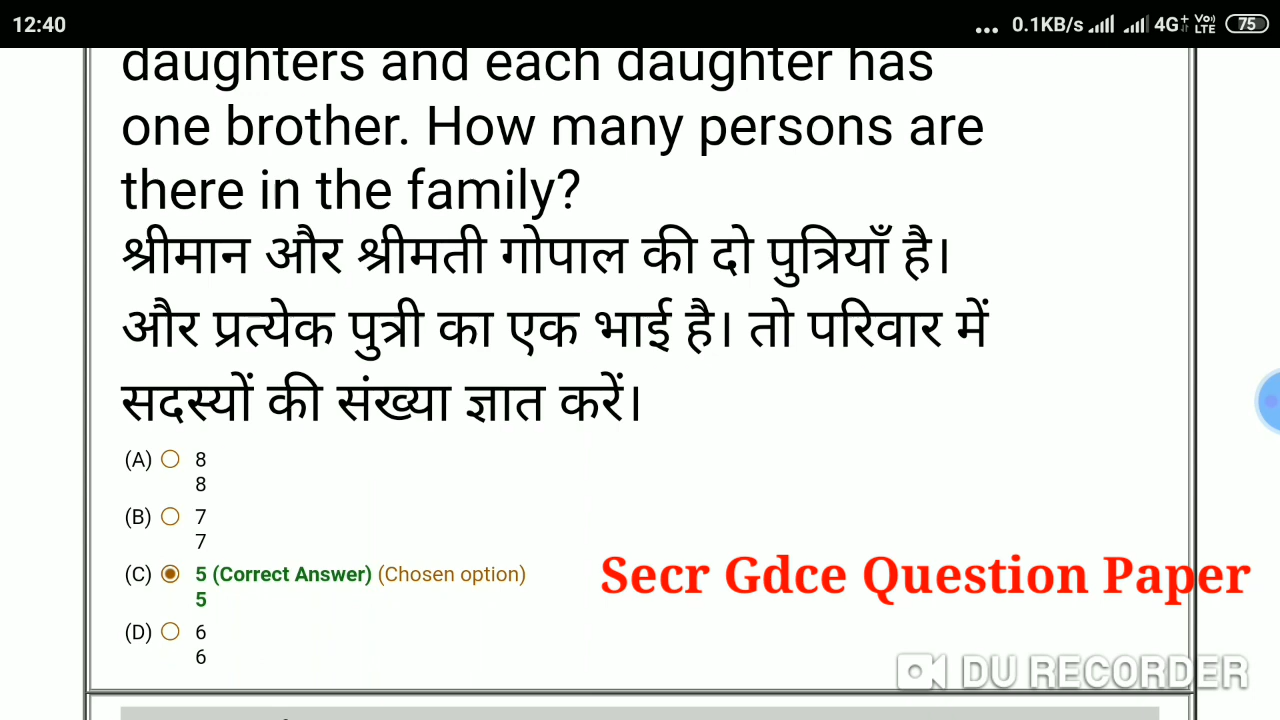 12:40
... 0.1KB/s 4G+ Vo) LTE 75
daughters and each daughter has
one brother. How many persons are
there in the family?
श्रीमान और श्रीमती गोपाल की दो पुत्रियाँ है।
और प्रत्येक पुत्री का एक भाई है। तो परिवार में
सदस्यों की संख्या ज्ञात करें।
(A) 8
8
(B) 7
7
(C) 5 (Correct Answer) (Chosen option)
5
Secr Gdce Question Paper
(D) 6
6
DU RECORDER